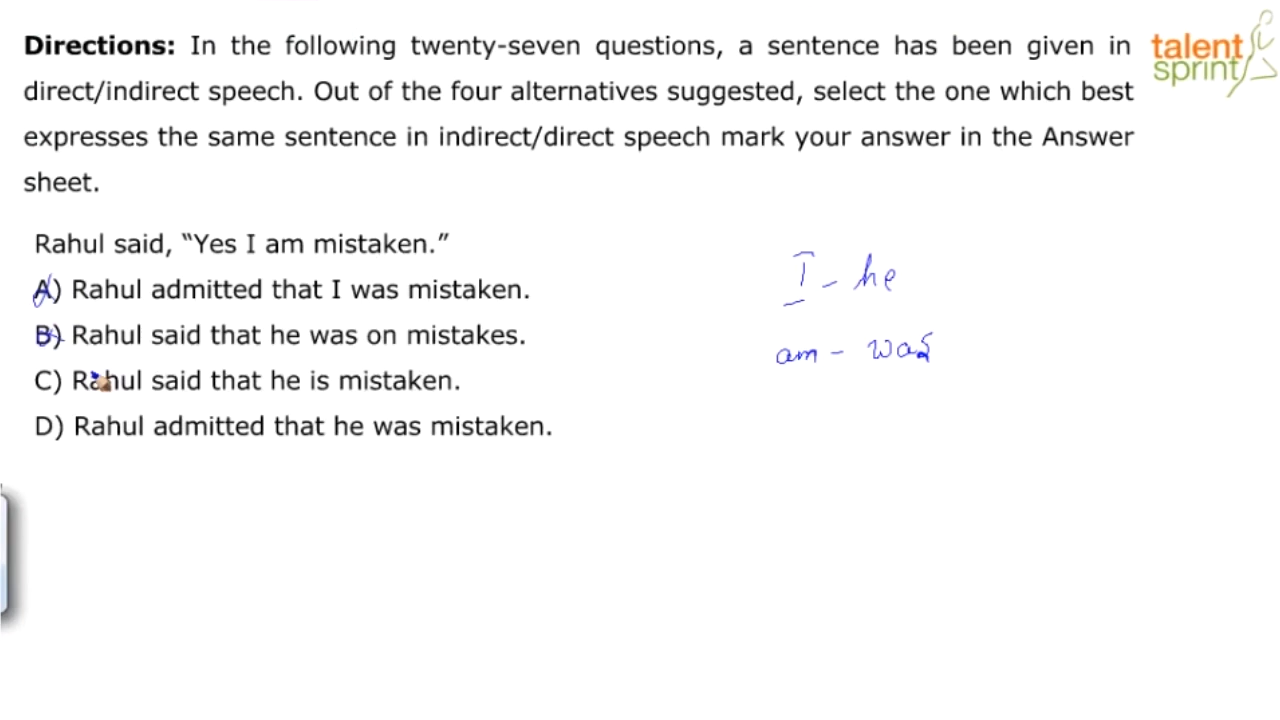 Directions: In the following twenty-seven questions, a sentence has been given in
direct/indirect speech. Out of the four alternatives suggested, select the one which best
expresses the same sentence in indirect/direct speech mark your answer in the Answer
sheet.
talent
sprint
Rahul said, “Yes I am mistaken.”
A) Rahul admitted that I was mistaken.
B) Rahul said that he was on mistakes.
C) Rahul said that he is mistaken.
D) Rahul admitted that he was mistaken.
I - he
am - was